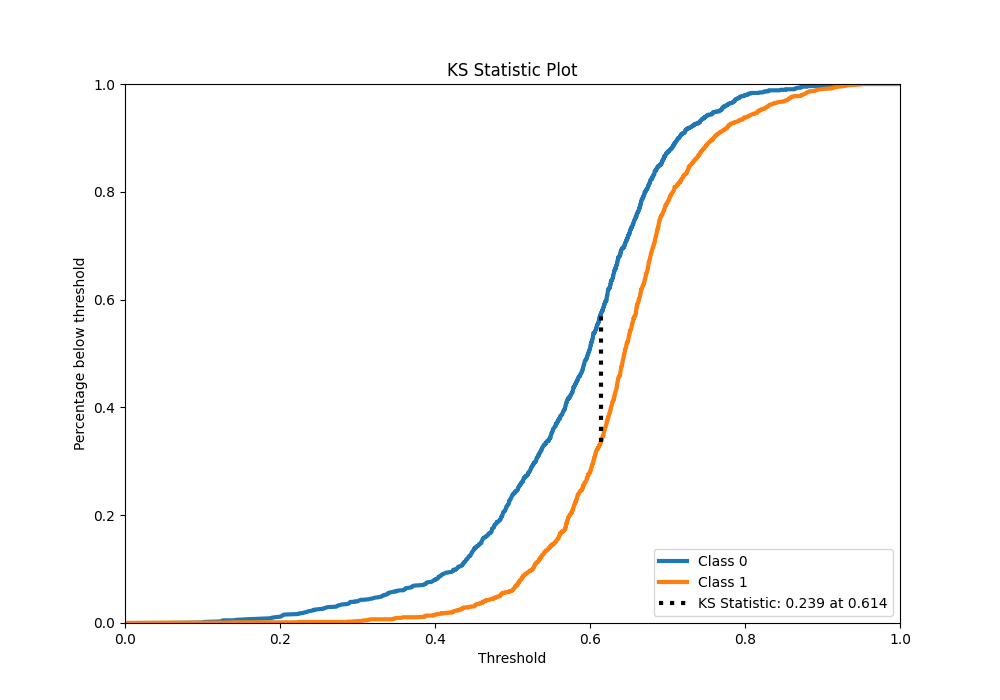 KS Statistic Plot
1.0
0.8
0.6
0.4
0.2
0.0
Percentage below threshold
0.0 0.2 0.4 0.6 0.8 1.0
Threshold
Class 0
Class 1
KS Statistic: 0.239 at 0.614